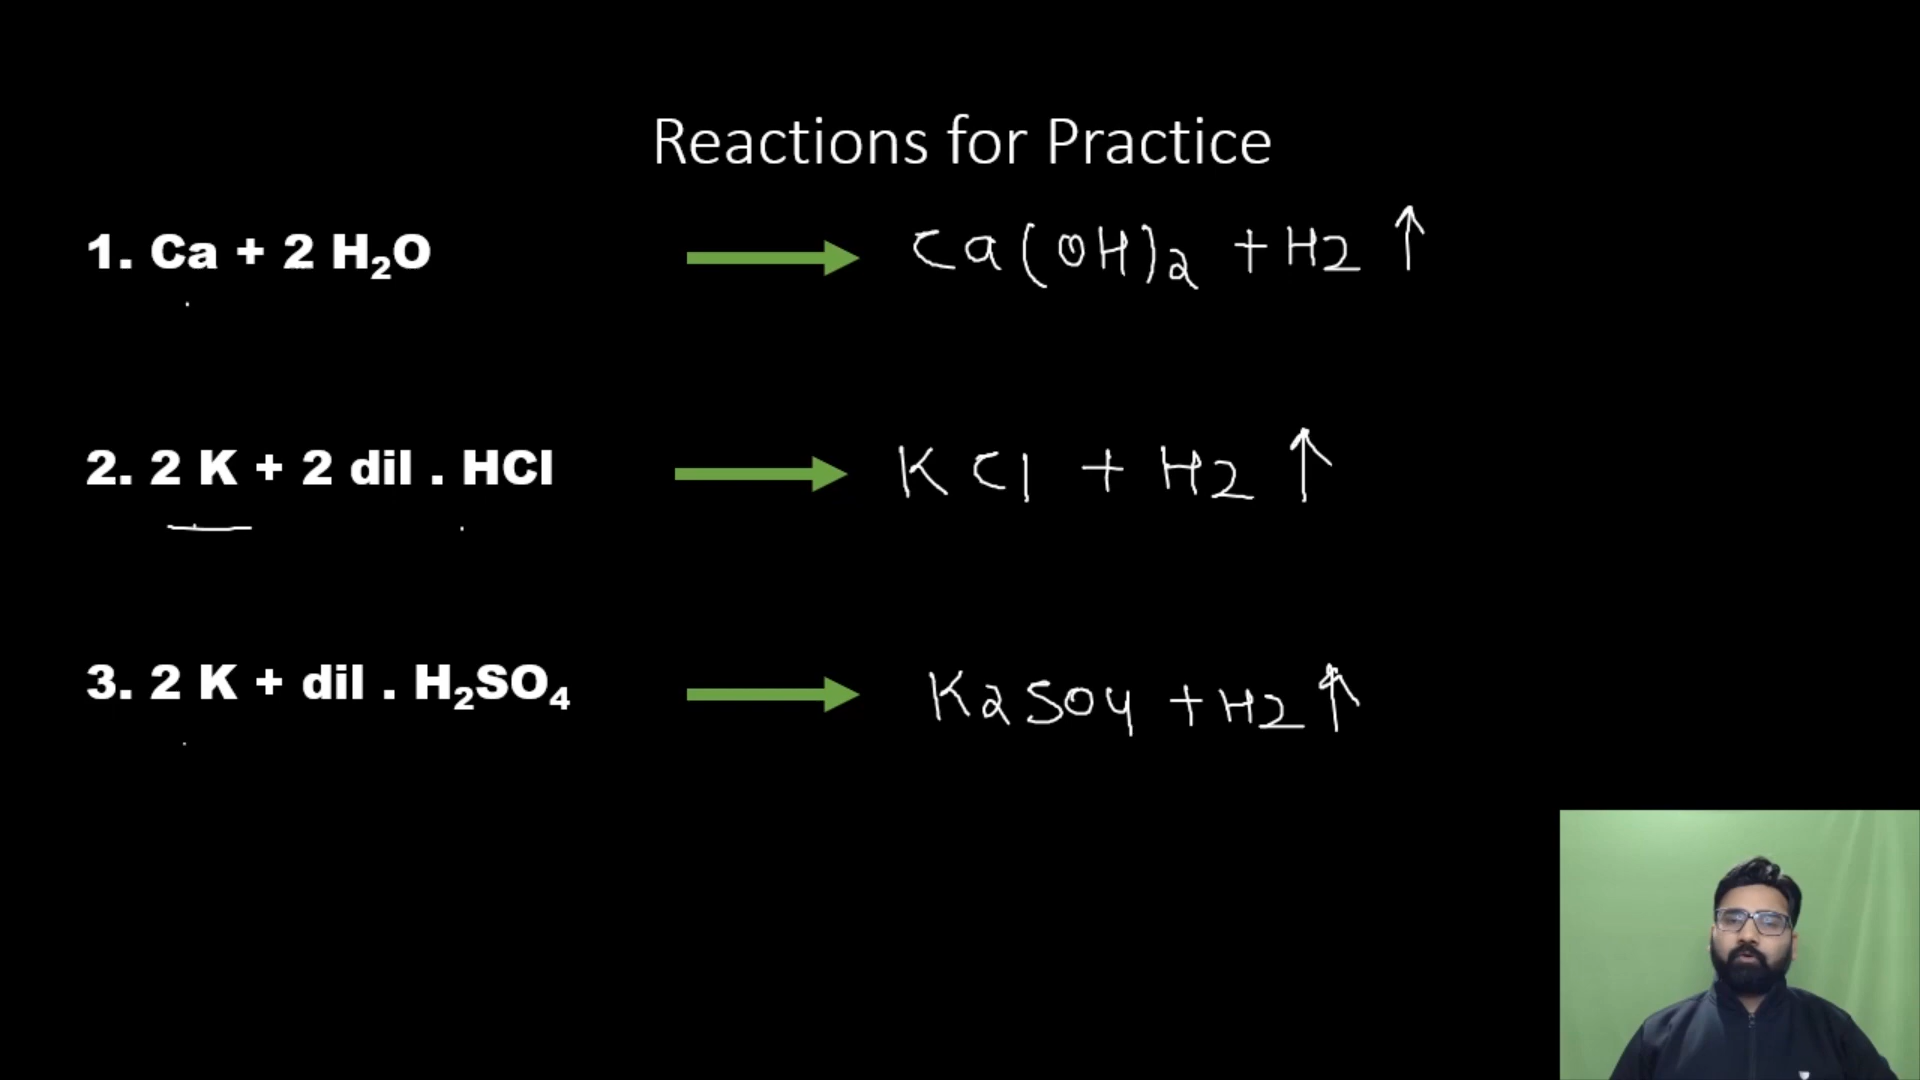 Reactions for Practice
1. Ca + 2 H₂O → Ca(OH)₂ + H2 ↑
2. 2 K + 2 dil . HCl → KCl + H2 ↑
3. 2 K + dil . H₂SO₄ → K2SO4 + H2 ↑